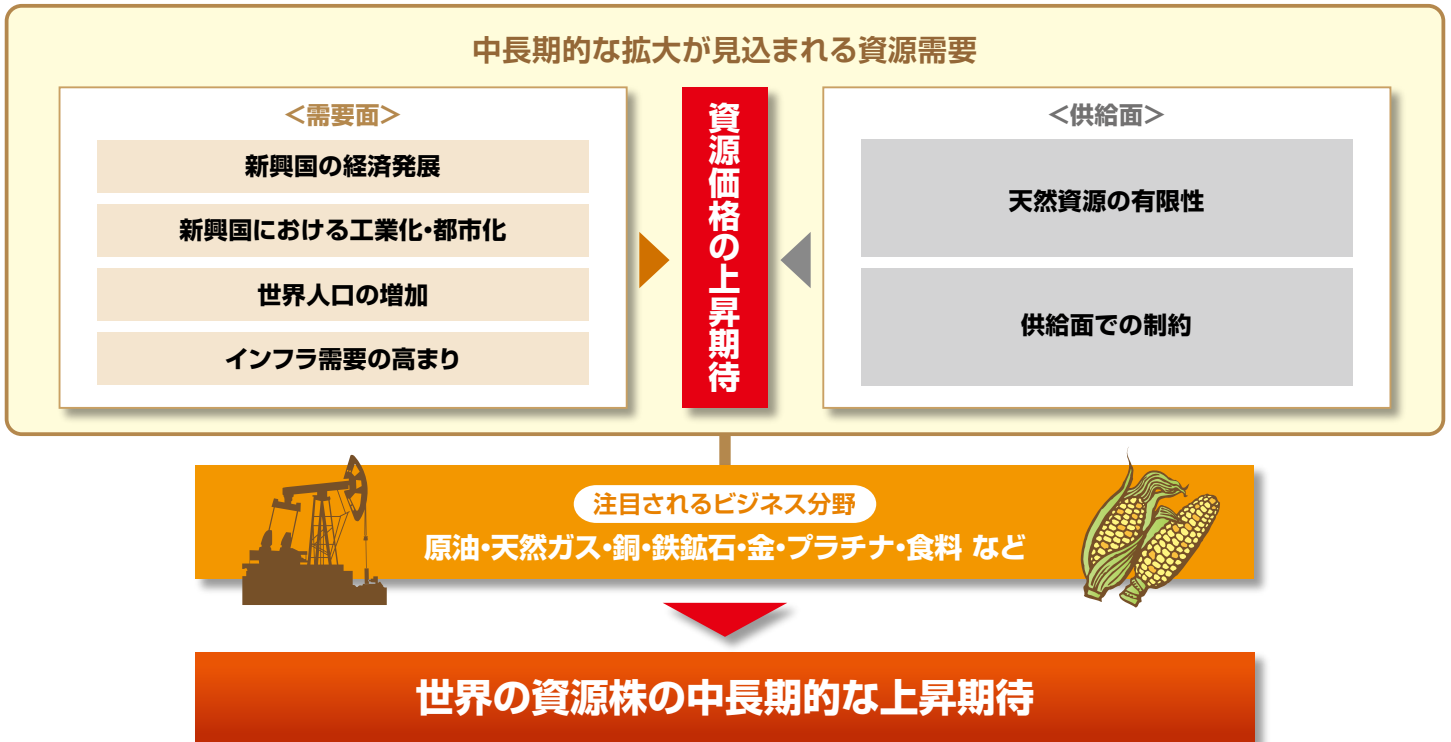 中長期的な拡大が見込まれる資源需要
<需要面>
新興国の経済発展
新興国における工業化・都市化
世界人口の増加
インフラ需要の高まり
資源価格の上昇期待
<供給面>
天然資源の有限性
供給面での制約
注目されるビジネス分野
原油・天然ガス・銅・鉄鉱石・金・プラチナ・食料 など
世界の資源株の中長期的な上昇期待